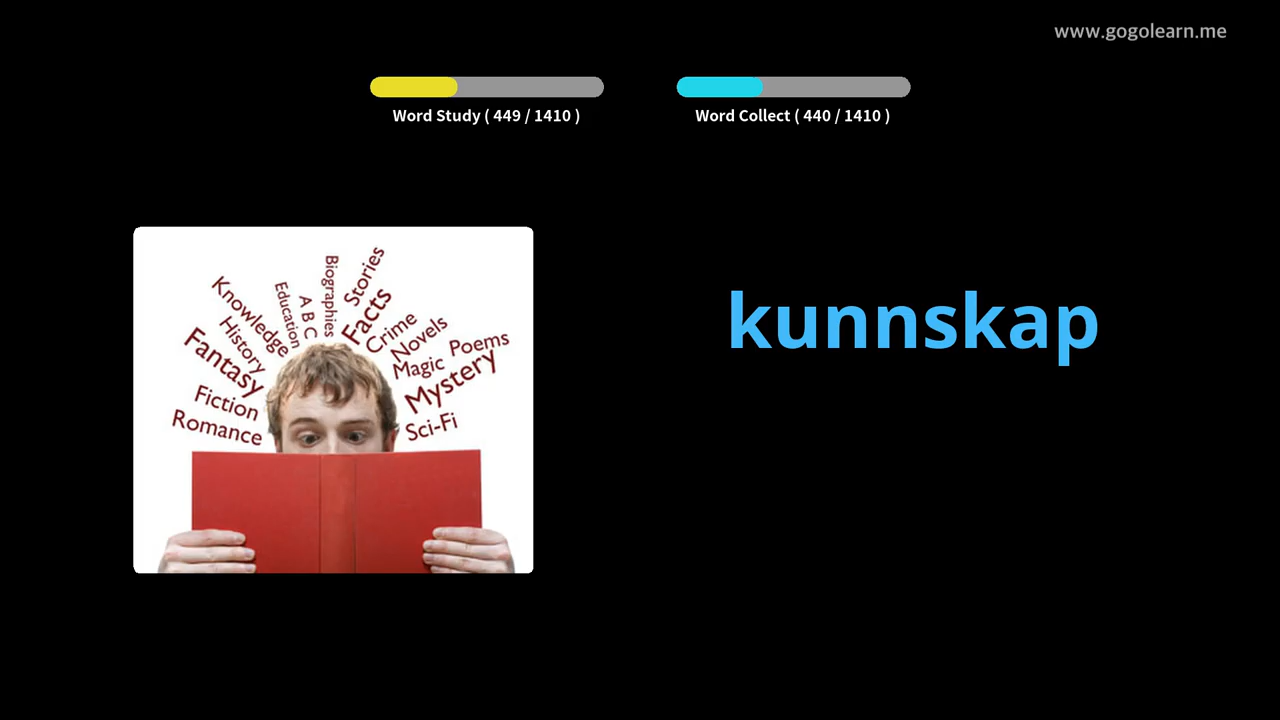 www.gogolearn.me
Word Study ( 449 / 1410 )
Word Collect ( 440 / 1410 )
Romance
Fiction
Fantasy
History
Knowledge
Education
A B C
Biographies
Stories
Facts
Crime
Novels
Magic
Poems
Mystery
Sci-Fi
kunnskap